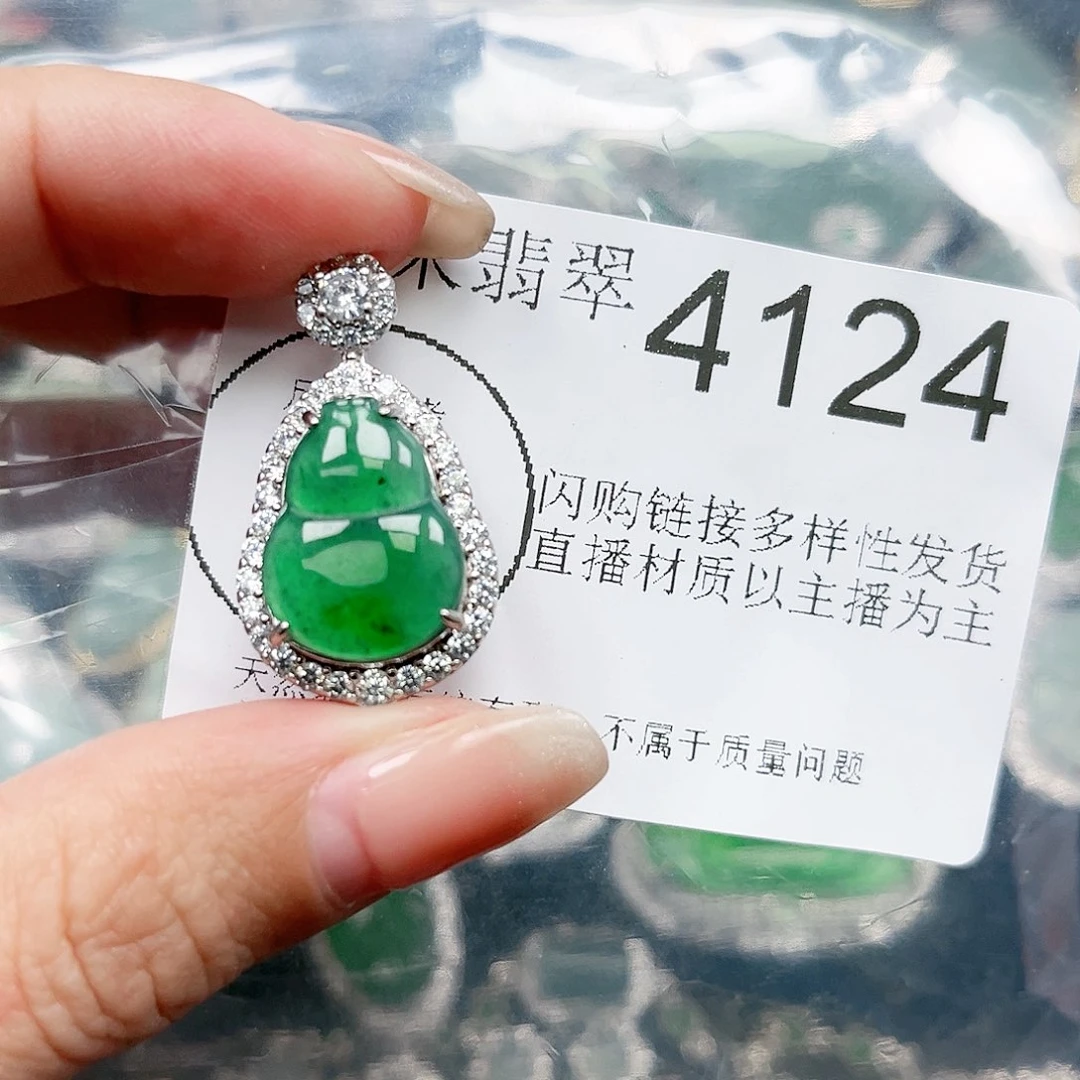 翡翠 4124
闪购链接多样性发货
直播材质以主播为主
天 不属于质量问题